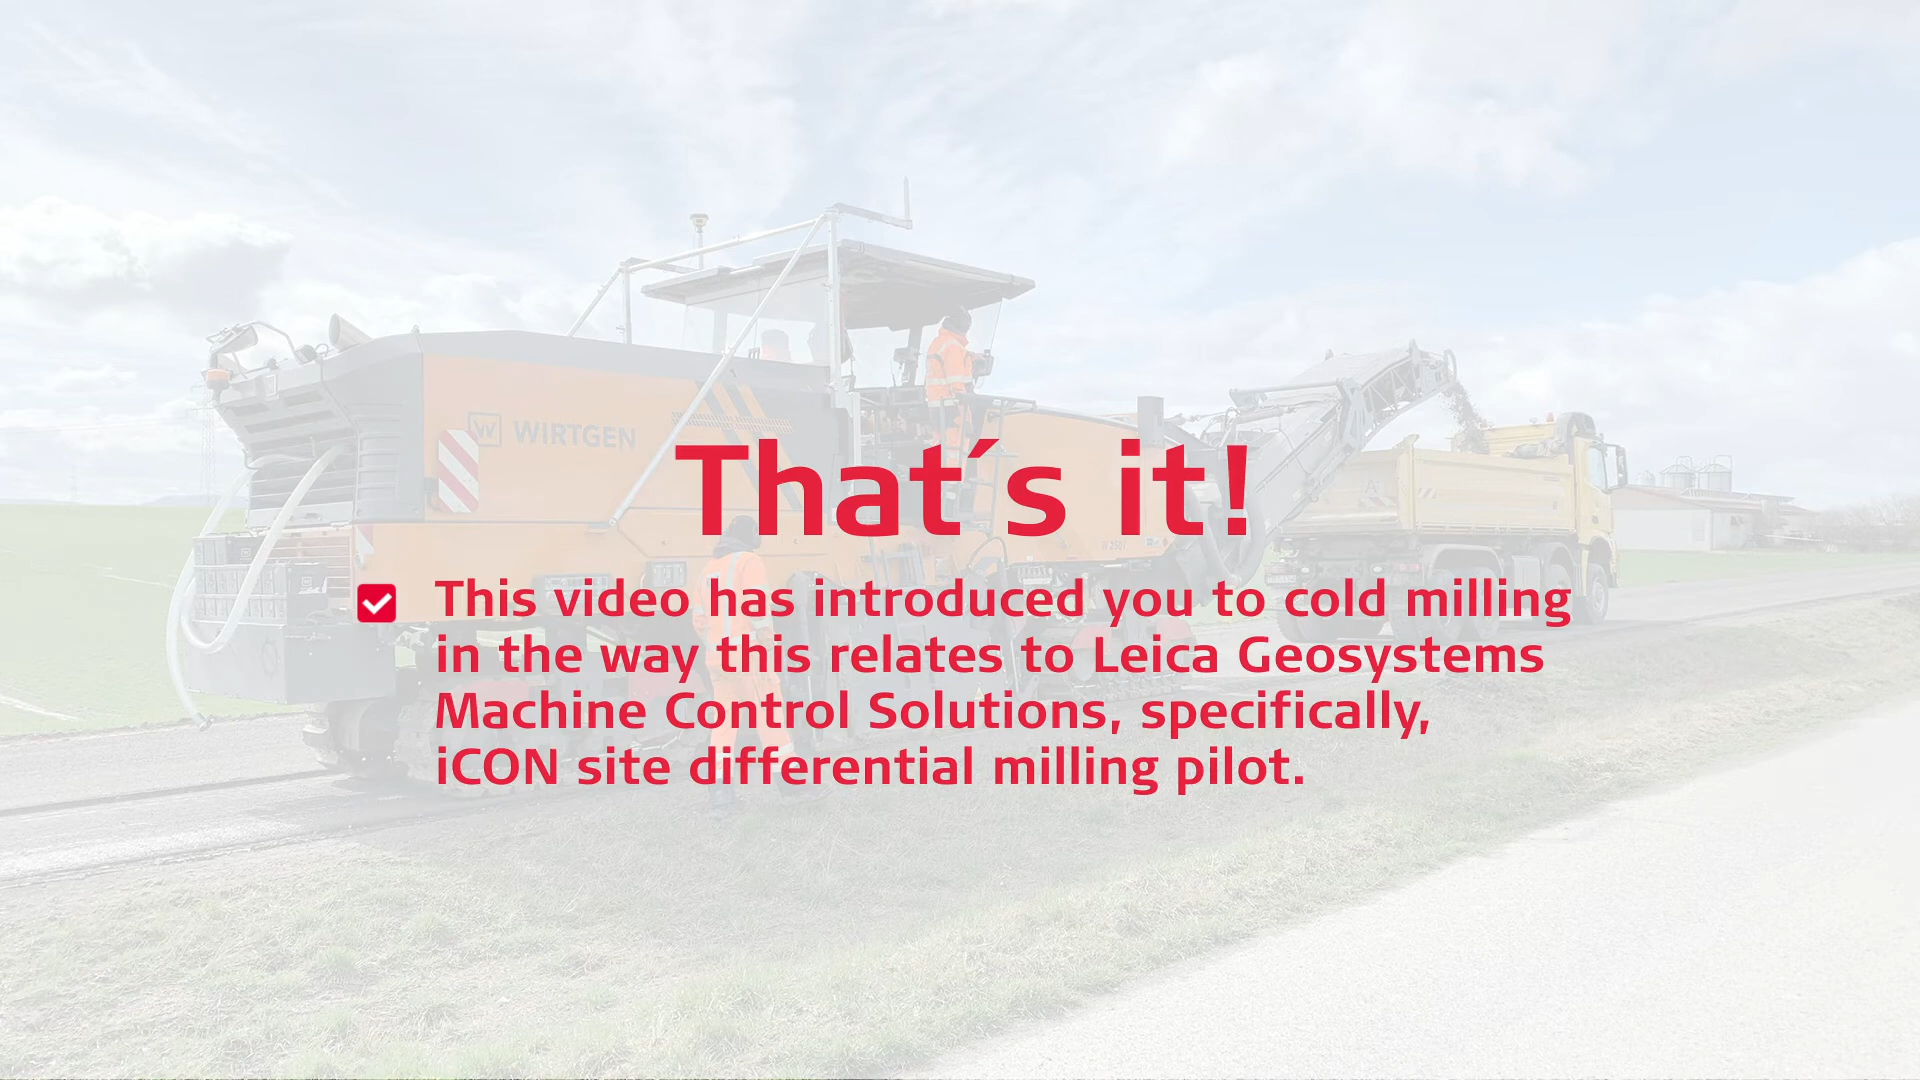 WIRTGEN
That´s it!
This video has introduced you to cold milling
in the way this relates to Leica Geosystems
Machine Control Solutions, specifically,
iCON site differential milling pilot.